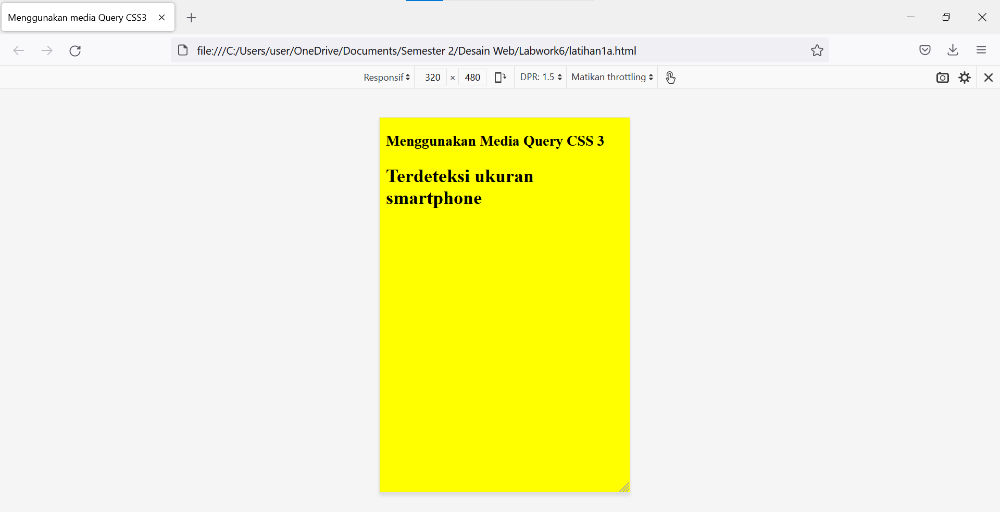 Menggunakan media Query CSS3
file:///C:/Users/user/OneDrive/Documents/Semester 2/Desain Web/Labwork6/latihan1a.html
Responsif 320 × 480 DPR: 1.5 Matikan throttling
Menggunakan Media Query CSS 3
Terdeteksi ukuran
smartphone